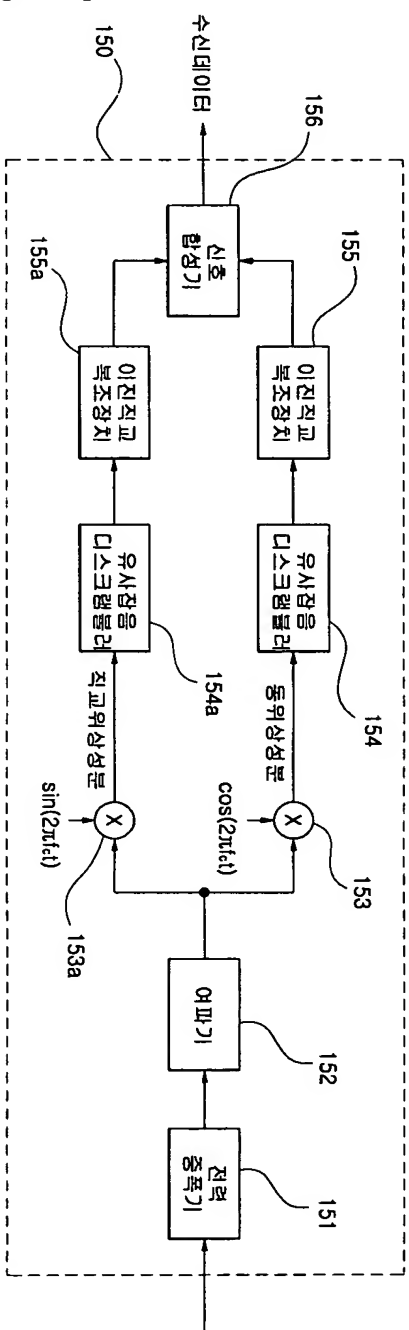 150
수신데이터
156
신호
합성기
155
이진직교
복조장치
154
유사잡음
디스크램블러
동위상성분
153
cos(2πfct)
155a
이진직교
복조장치
154a
유사잡음
디스크램블러
직교위상성분
153a
sin(2πfct)
152
여파기
151
전력
증폭기